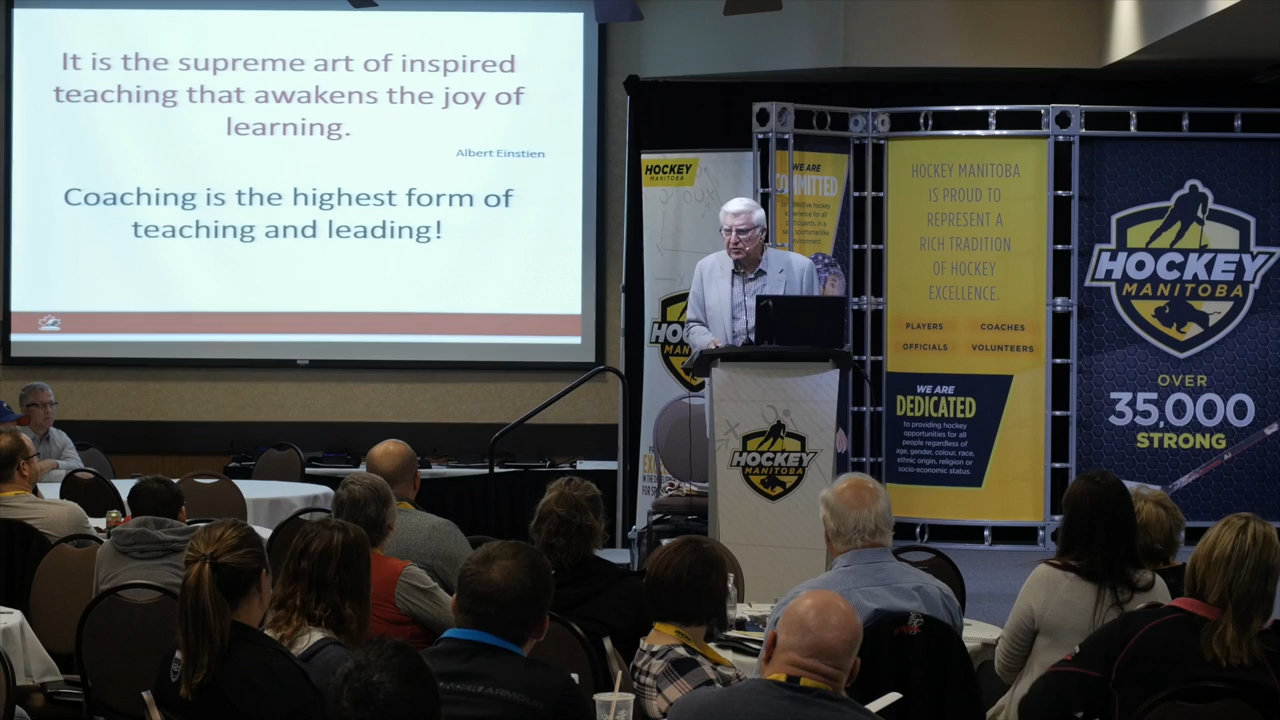 It is the supreme art of inspired
teaching that awakens the joy of
learning.
Albert Einstien
Coaching is the highest form of
teaching and leading!
HOCKEY
MANITOBA
WE ARE
COMMITTED
HOCKEY
HOCKEY MANITOBA
IS PROUD TO
REPRESENT A
RICH TRADITION
OF HOCKEY
EXCELLENCE.
PLAYERS COACHES
OFFICIALS VOLUNTEERS
WE ARE
DEDICATED
to providing hockey
opportunities for all
people regardless of
age, gender, colour, race,
ethnic origin, religion or
socio-economic status.
HOCKEY
MANITOBA
OVER
35,000
STRONG
HOCKEY
MANITOBA